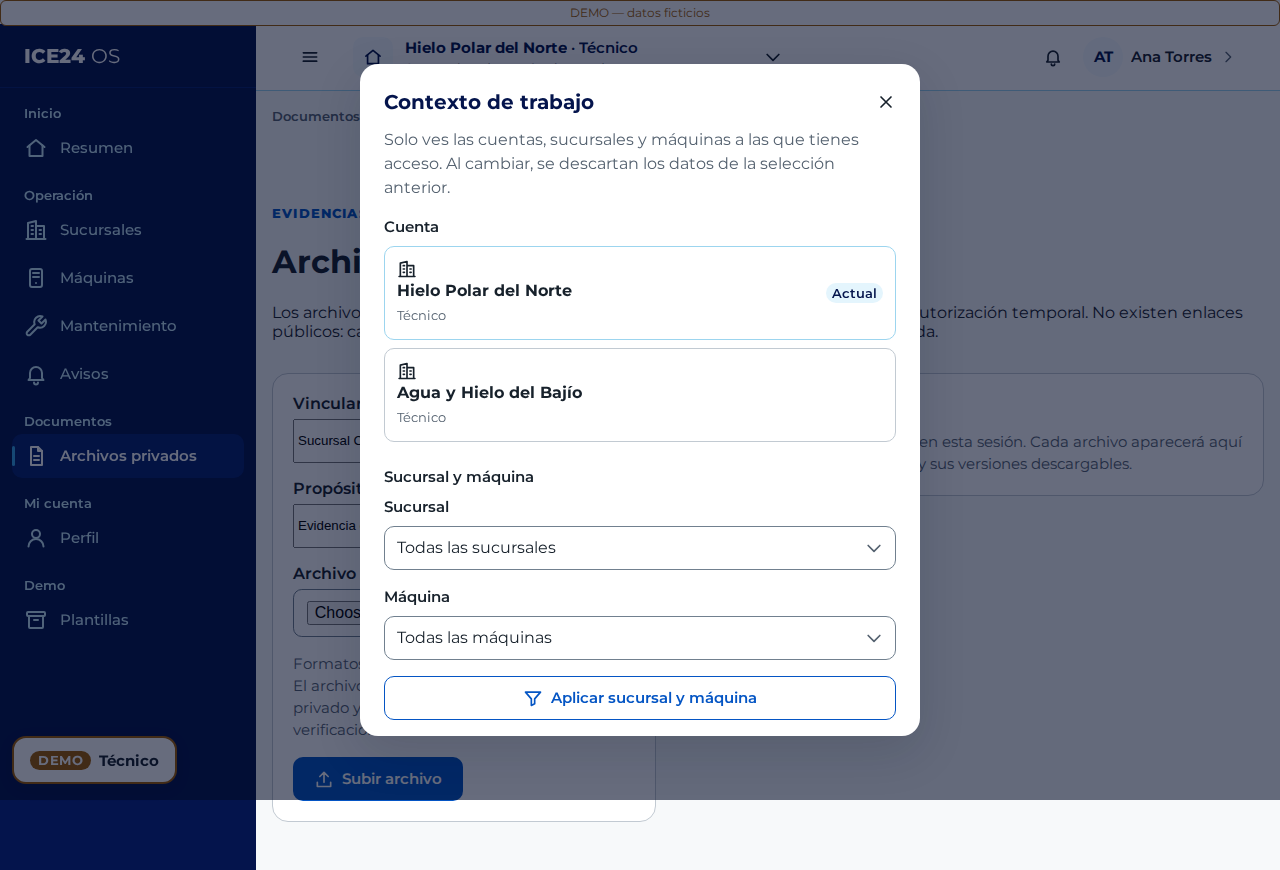 DEMO — datos ficticios
ICE24 OS
Inicio
Resumen
Operación
Sucursales
Máquinas
Mantenimiento
Avisos
Documentos
Archivos privados
Mi cuenta
Perfil
Demo
Plantillas
DEMO Técnico
Hielo Polar del Norte · Técnico
AT Ana Torres
Documentos
EVIDENCIA
Los archivo
utorización temporal. No existen enlaces
públicos:
da.
Vincular
Sucursal
Propósit
Evidencia
Archivo
Formatos
El archivo
privado y
verificació
Subir archivo
en esta sesión. Cada archivo aparecerá aquí
y sus versiones descargables.
Contexto de trabajo
Solo ves las cuentas, sucursales y máquinas a las que tienes
acceso. Al cambiar, se descartan los datos de la selección
anterior.
Cuenta
Hielo Polar del Norte
Técnico
Actual
Agua y Hielo del Bajío
Técnico
Sucursal y máquina
Sucursal
Todas las sucursales
Máquina
Todas las máquinas
Aplicar sucursal y máquina